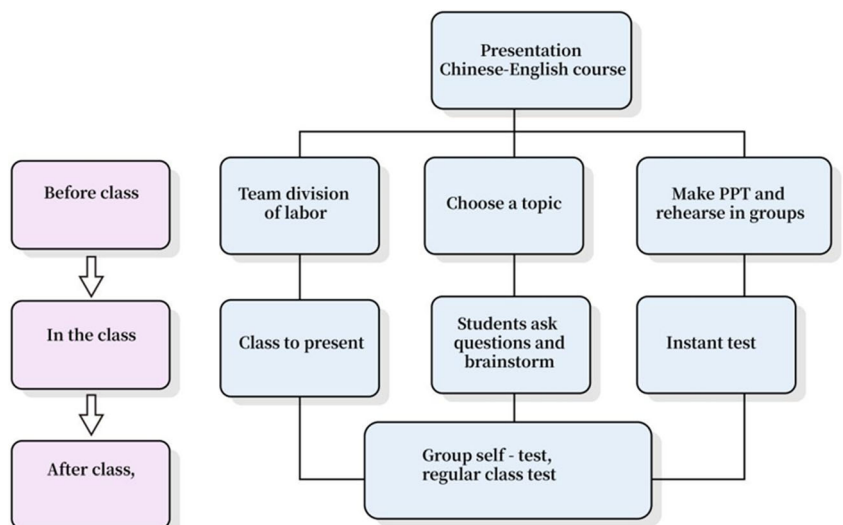 Presentation
Chinese-English course
Before class
Team division
of labor
Choose a topic
Make PPT and
rehearse in groups
In the class
Class to present
Students ask
questions and
brainstorm
Instant test
After class,
Group self - test,
regular class test